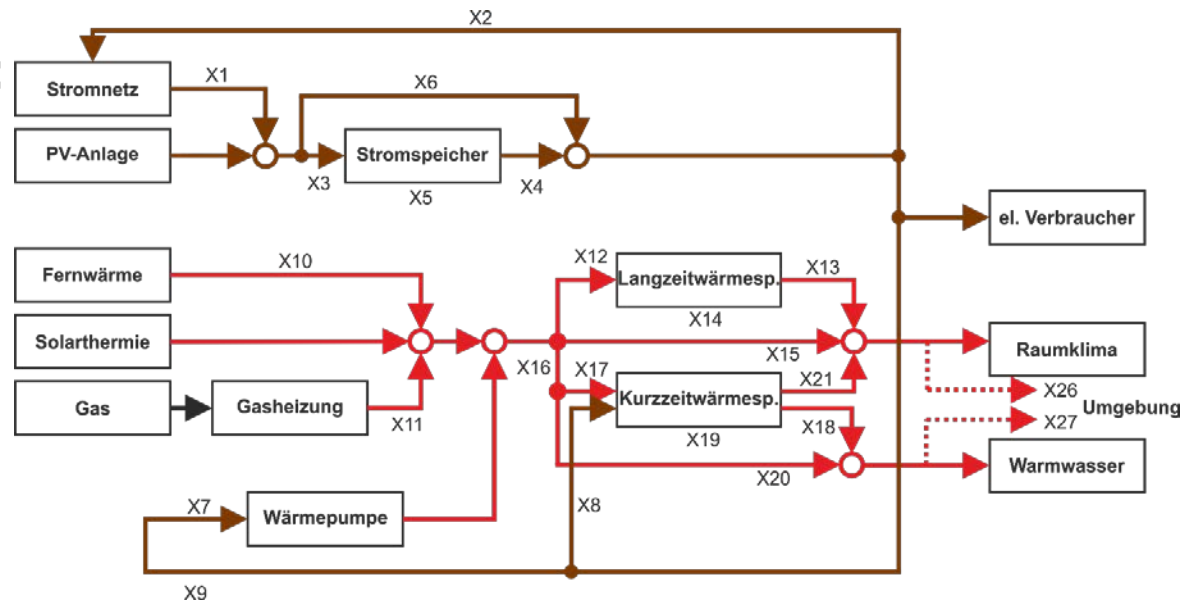 X2
X1
X6
Stromnetz
PV-Anlage
Stromspeicher
X3
X5
X4
el. Verbraucher
X10
X12
X13
Fernwärme
Langzeitwärmesp.
X14
Solarthermie
X16
X15
Raumklima
X17
X21
X26
Gas
Gasheizung
Kurzzeitwärmesp.
Umgebung
X11
X19
X18
X27
X20
Warmwasser
X7
X8
Wärmepumpe
X9